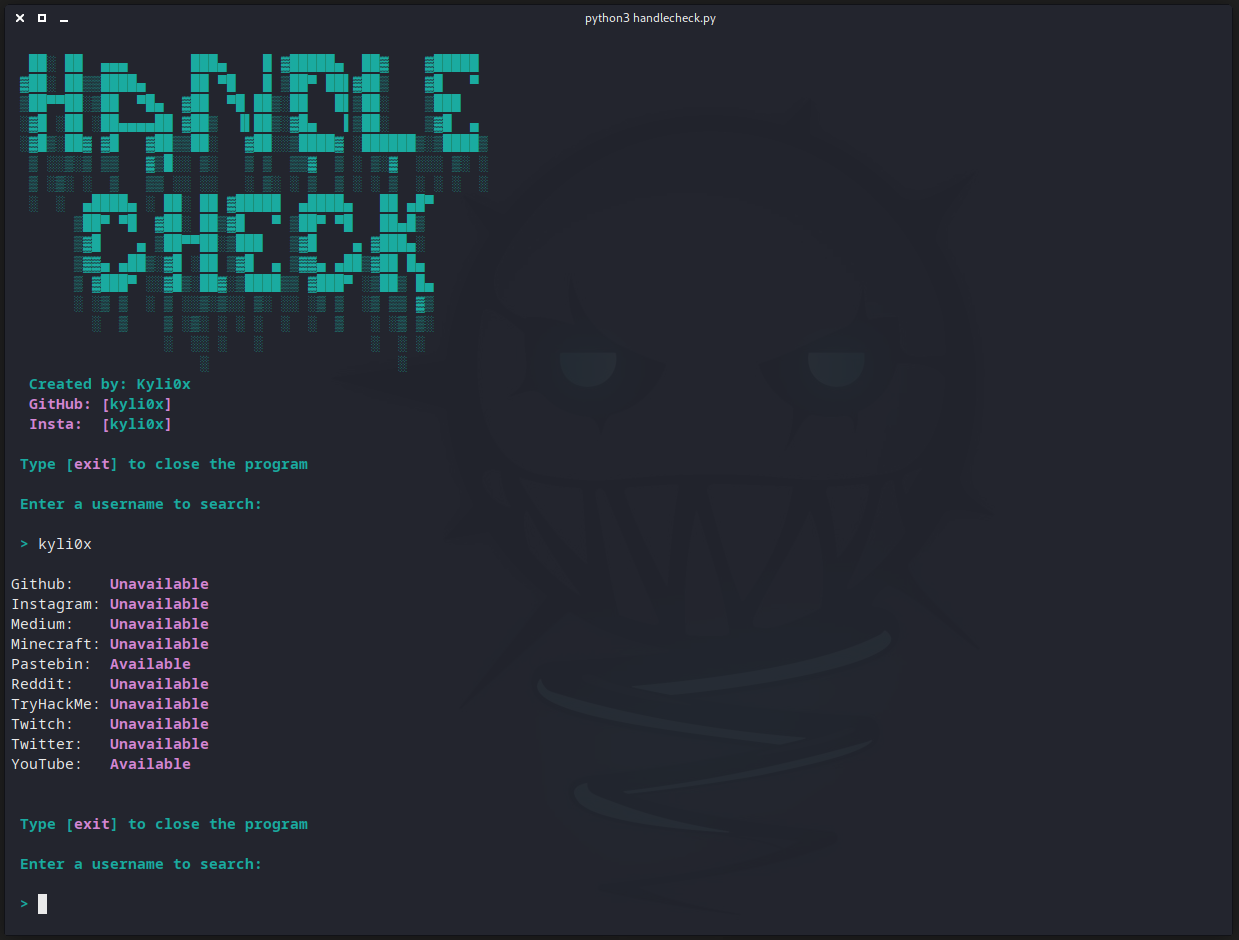 python3 handlecheck.py
HANDLE
CHECK
Created by: Kyli0x
GitHub: [kyli0x]
Insta: [kyli0x]
Type [exit] to close the program
Enter a username to search:
> kyli0x
Github: Unavailable
Instagram: Unavailable
Medium: Unavailable
Minecraft: Unavailable
Pastebin: Available
Reddit: Unavailable
TryHackMe: Unavailable
Twitch: Unavailable
Twitter: Unavailable
YouTube: Available
Type [exit] to close the program
Enter a username to search:
>